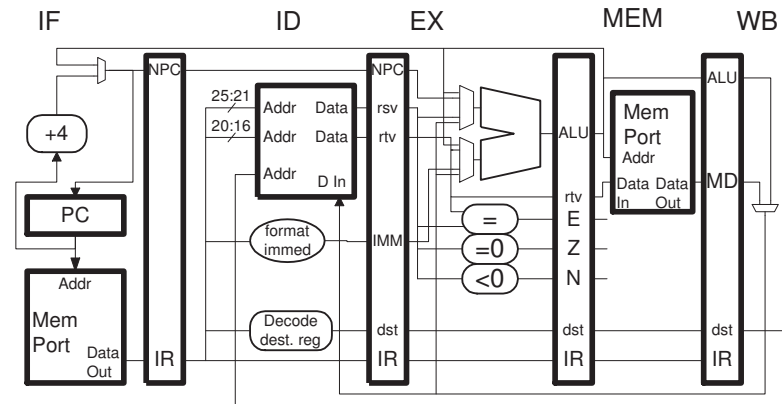 IF
ID
EX
MEM
WB
NPC
NPC
ALU
25:21
Addr
Data
rsv
20:16
Addr
Data
rtv
Addr
D In
+4
ALU
Mem
Port
Addr
Data
In
Data
Out
MD
rtv
PC
=
E
format
immed
IMM
=0
Z
<0
N
Addr
Mem
Port
Data
Out
Decode
dest. reg
dst
dst
dst
IR
IR
IR
IR